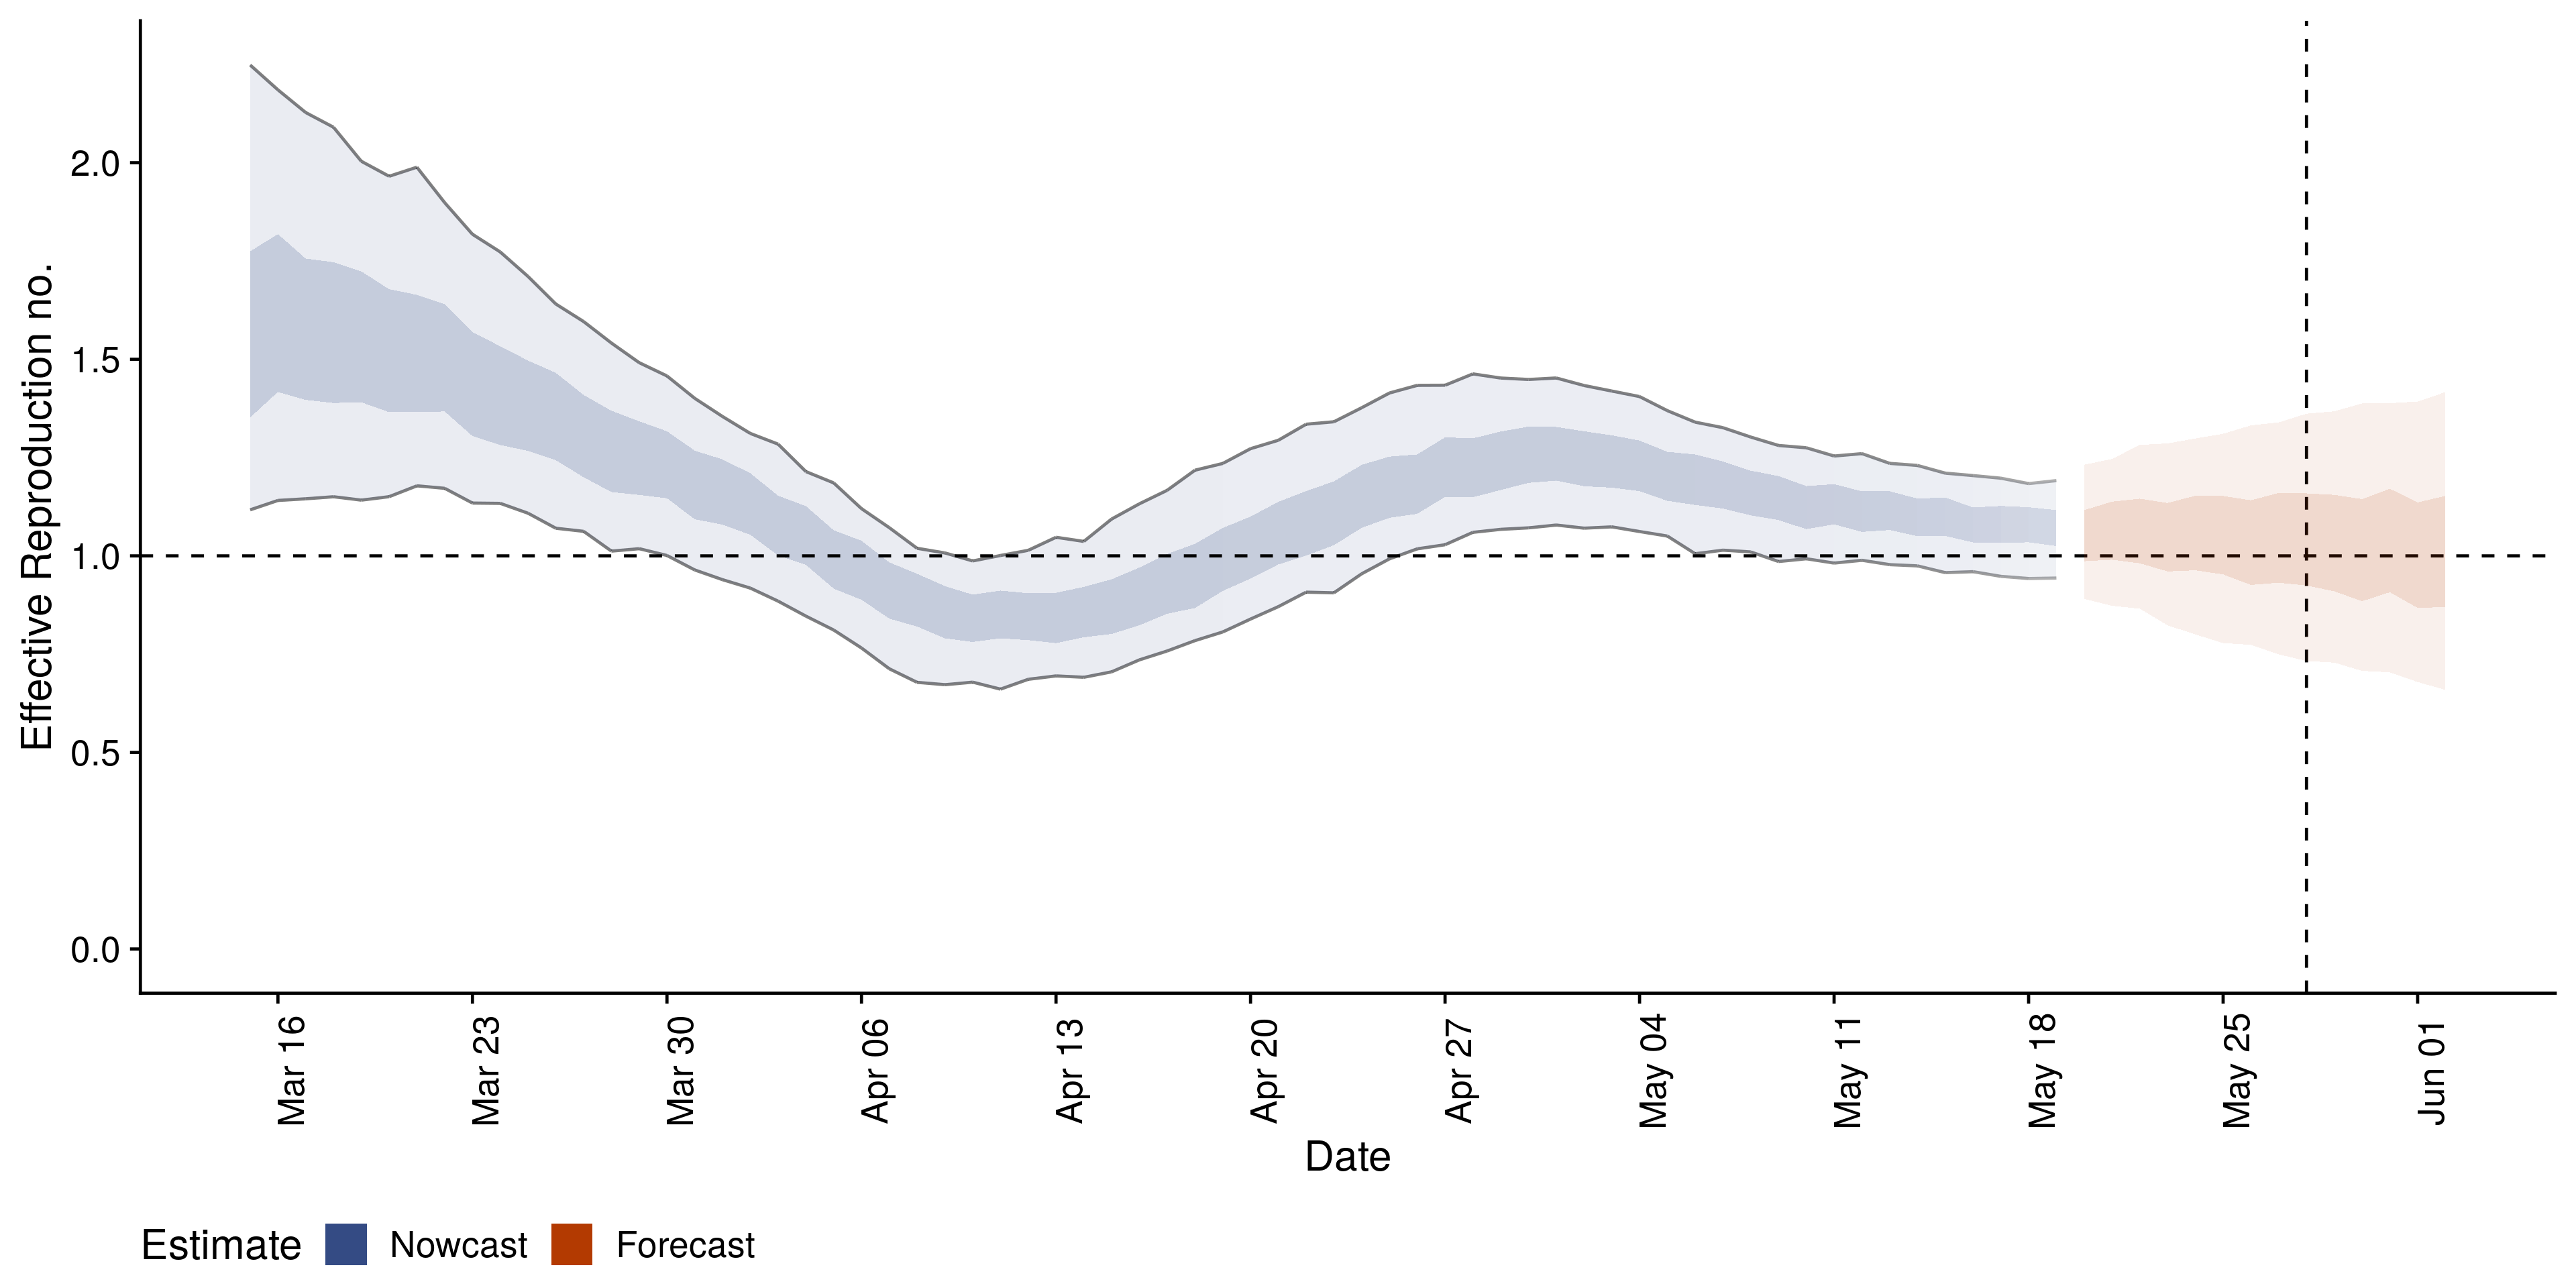 Effective Reproduction no.
2.0
1.5
1.0
0.5
0.0
Mar 16
Mar 23
Mar 30
Apr 06
Apr 13
Apr 20
Apr 27
May 04
May 11
May 18
May 25
Jun 01
Date
Estimate Nowcast Forecast